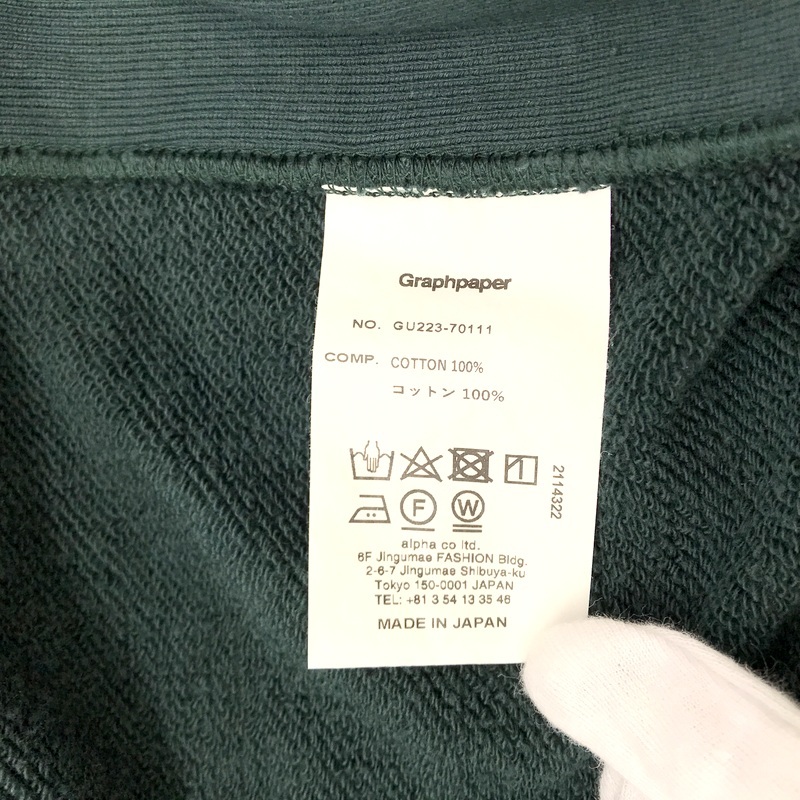 Graphpaper
NO. GU223-70111
COMP. COTTON 100%
コットン 100%
2114322
F
W
alpha co ltd.
6F Jingumae FASHION Bldg.
2-6-7 Jingumae Shibuya-ku
Tokyo 150-0001 JAPAN
TEL: +81 3 54 13 35 46
MADE IN JAPAN